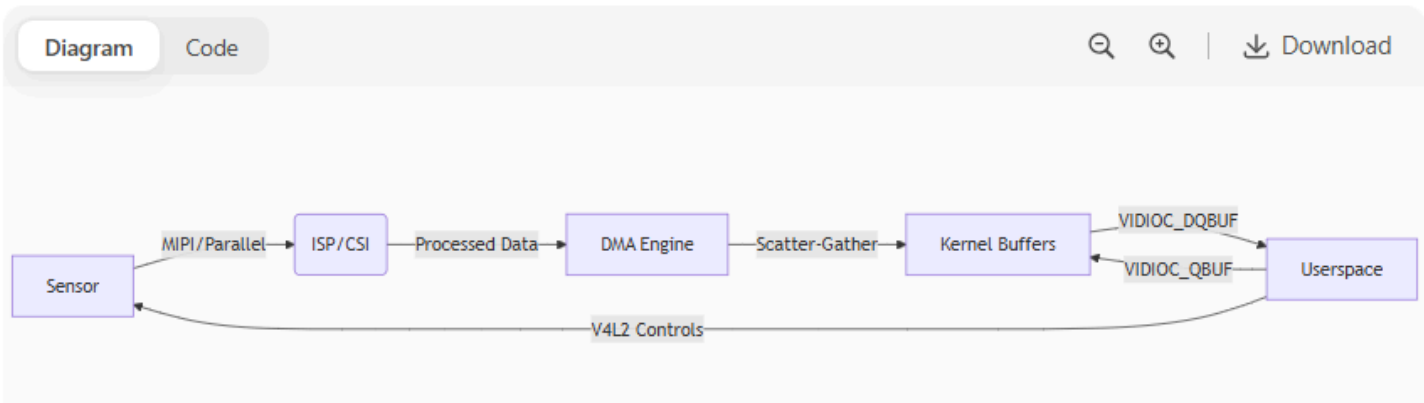 Diagram
Code
Download
MIPI/Parallel
ISP/CSI
Processed Data
DMA Engine
Scatter-Gather
Kernel Buffers
VIDIOC_DQBUF
VIDIOC_QBUF
Userspace
Sensor
V4L2 Controls